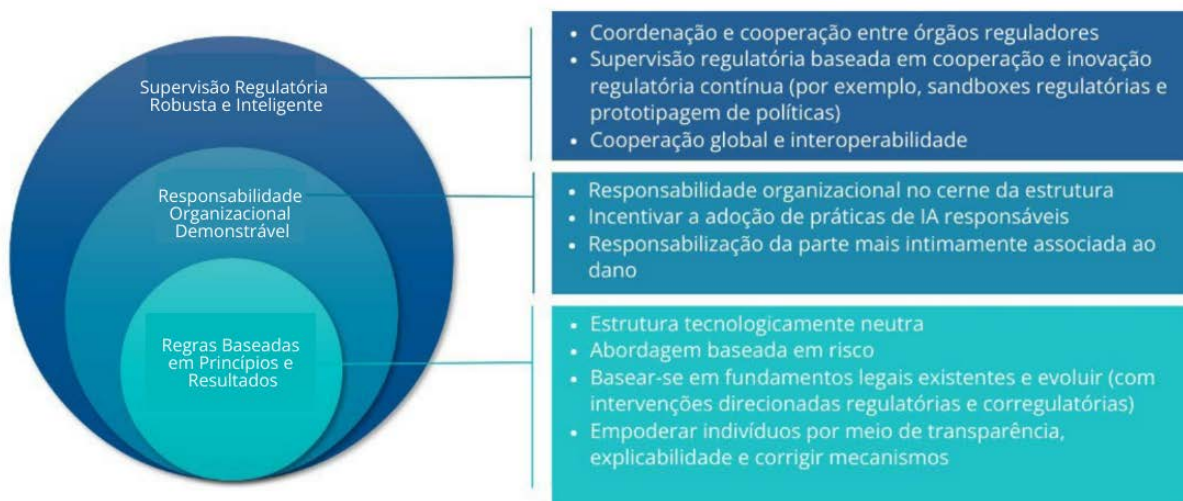 Supervisão Regulatória
Robusta e Inteligente
• Coordenação e cooperação entre órgãos reguladores
• Supervisão regulatória baseada em cooperação e inovação
regulatória contínua (por exemplo, sandboxes regulatórias e
prototipagem de políticas)
• Cooperação global e interoperabilidade
Responsabilidade
Organizacional
Demonstrável
• Responsabilidade organizacional no cerne da estrutura
• Incentivar a adoção de práticas de IA responsáveis
• Responsabilização da parte mais intimamente associada ao
dano
Regras Baseadas
em Princípios e
Resultados
• Estrutura tecnologicamente neutra
• Abordagem baseada em risco
• Basear-se em fundamentos legais existentes e evoluir (com
intervenções direcionadas regulatórias e corregulatórias)
• Empoderar indivíduos por meio de transparência,
explicabilidade e corrigir mecanismos